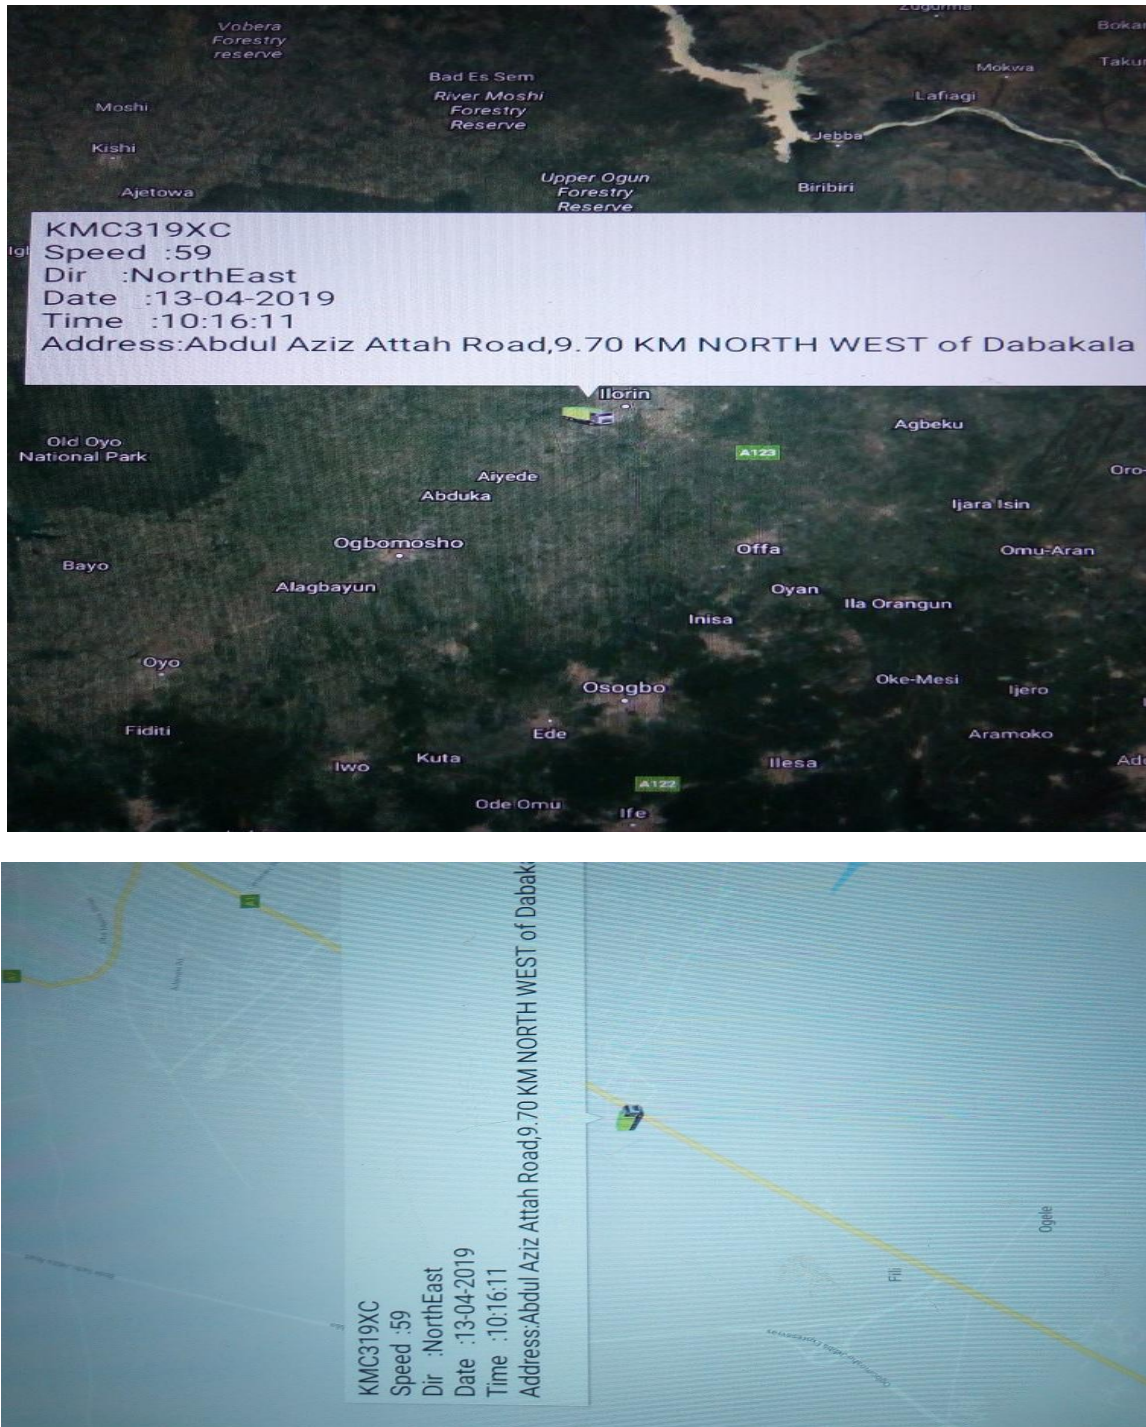 Zugurma
Vobera
Forestry
reserve
Bad Es Sem
River Moshi
Forestry
Reserve
Mokwa
Lafiagi
Moshi
Kishi
Jebba
Ajetowa
Upper Ogun
Forestry
Reserve
Biribiri
KMC319XC
Speed :59
Dir :NorthEast
Date :13-04-2019
Time :10:16:11
Address:Abdul Aziz Attah Road,9.70 KM NORTH WEST of Dabakala
Ilorin
Agbeku
Old Oyo
National Park
A123
Aiyede
Abduka
Ijara Isin
Ogbomosho
Offa
Omu-Aran
Bayo
Alagbayun
Oyan
Ila Orangun
Inisa
Oyo
Osogbo
Oke-Mesi
Ijero
Fiditi
Ede
Aramoko
Iwo
Kuta
Ilesa
A122
Ode Omu
Ife
KMC319XC
Speed :59
Dir :NorthEast
Date :13-04-2019
Time :10:16:11
Address:Abdul Aziz Attah Road,9.70 KM NORTH WEST of Dabak
Fili
Ogele